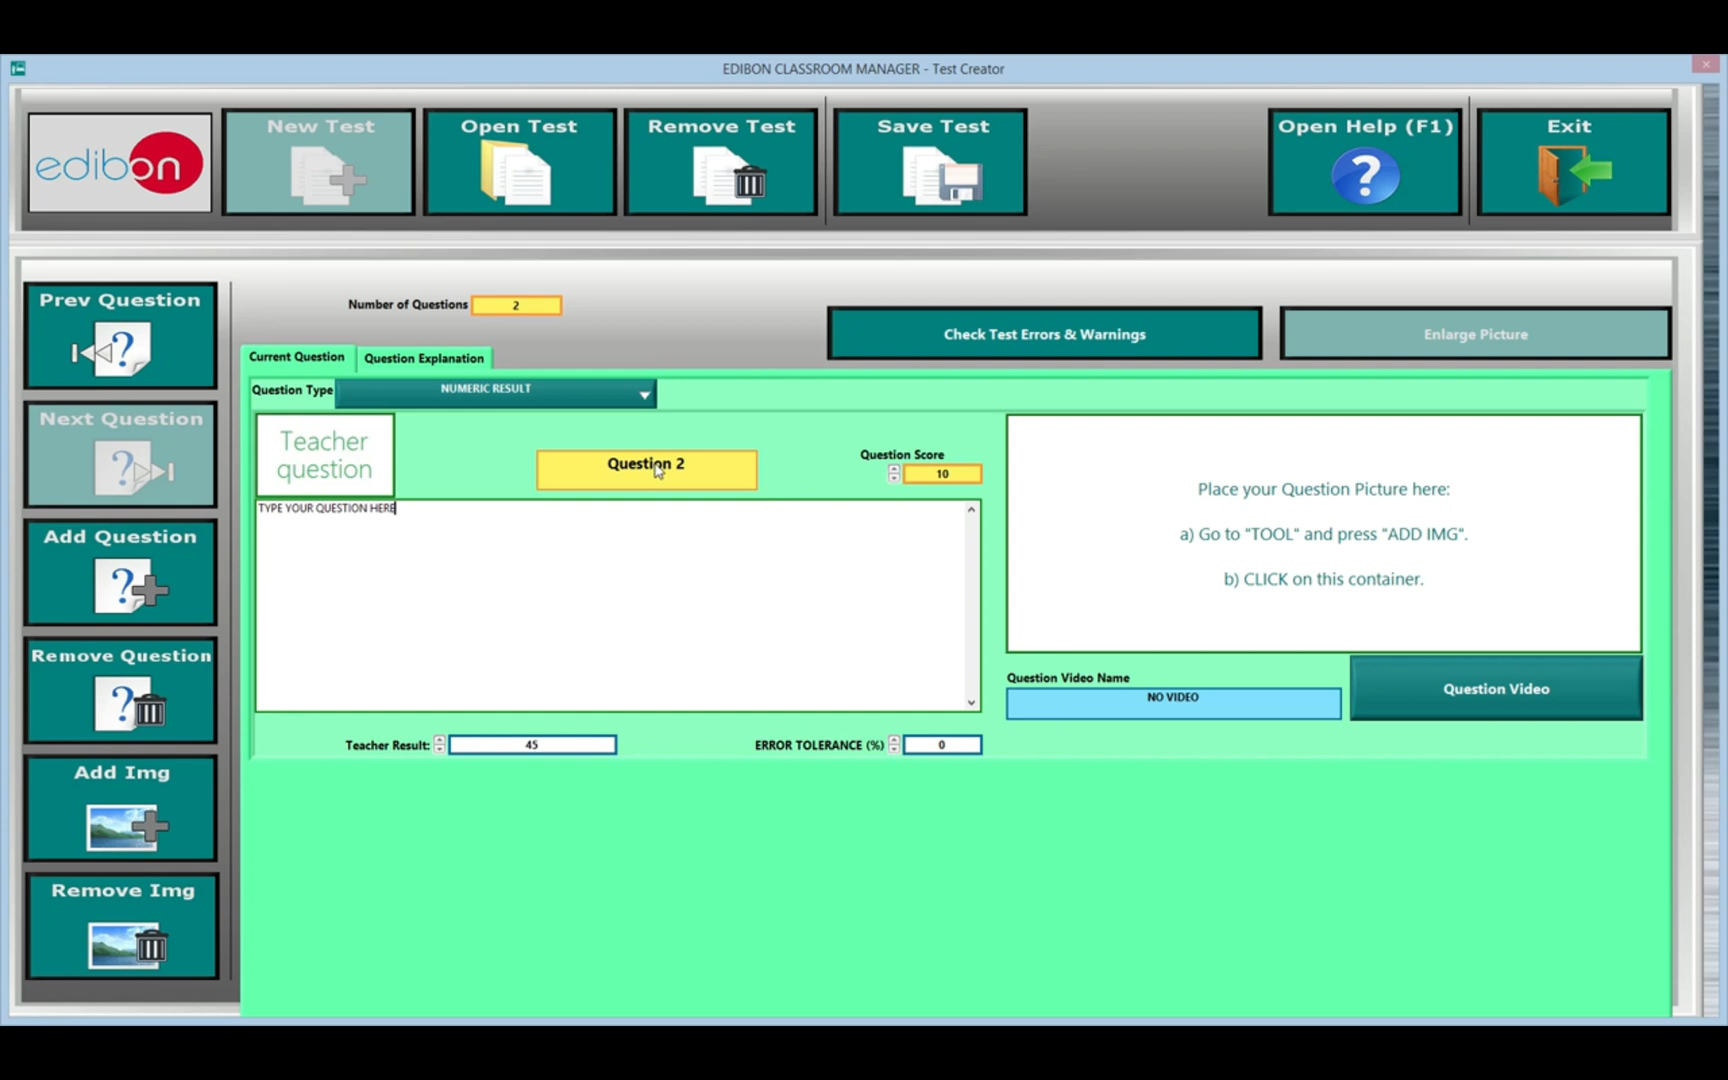 EDIBON CLASSROOM MANAGER - Test Creator
edibon
New Test
Open Test
Remove Test
Save Test
Open Help (F1)
Exit
Prev Question
Next Question
Add Question
Remove Question
Add Img
Remove Img
Number of Questions 2
Check Test Errors & Warnings
Enlarge Picture
Current Question
Question Explanation
Question Type NUMERIC RESULT
Teacher
question
Question 2
Question Score
10
TYPE YOUR QUESTION HERE
Teacher Result: 45
ERROR TOLERANCE (%) 0
Place your Question Picture here:
a) Go to "TOOL" and press "ADD IMG".
b) CLICK on this container.
Question Video Name
NO VIDEO
Question Video